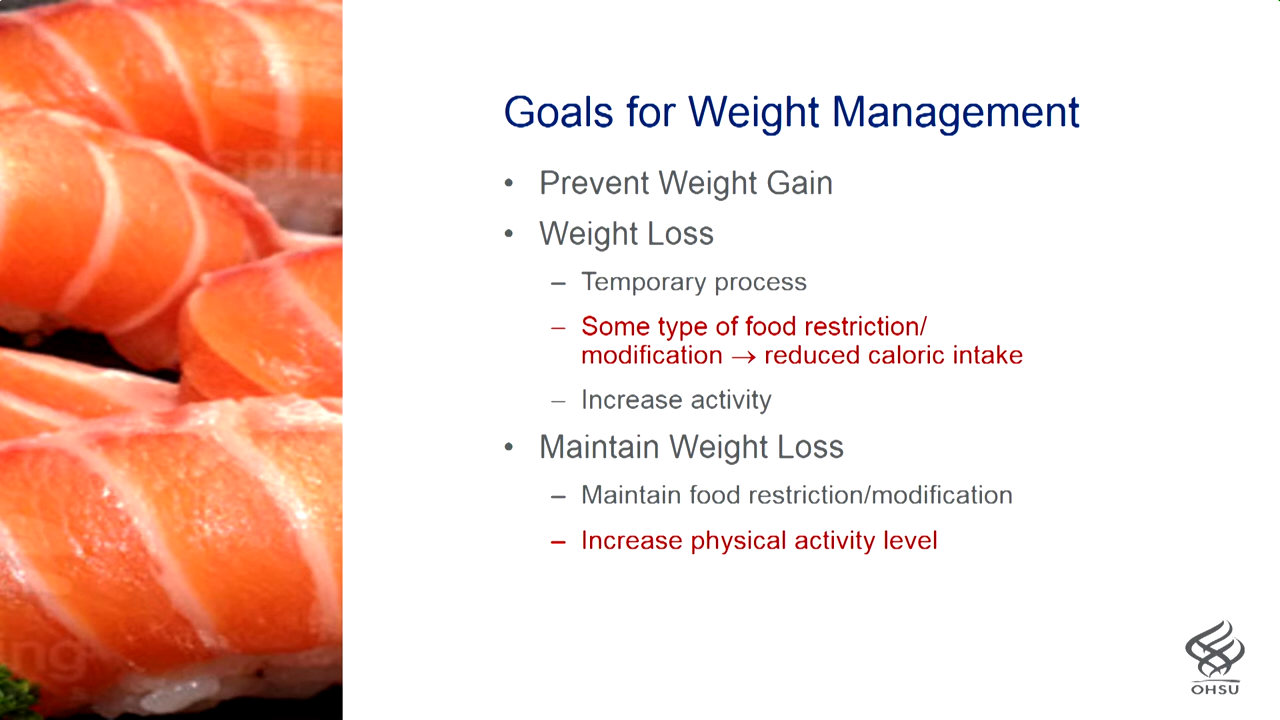 Goals for Weight Management
• Prevent Weight Gain
• Weight Loss
– Temporary process
– Some type of food restriction/
modification → reduced caloric intake
– Increase activity
• Maintain Weight Loss
– Maintain food restriction/modification
– Increase physical activity level
OHSU